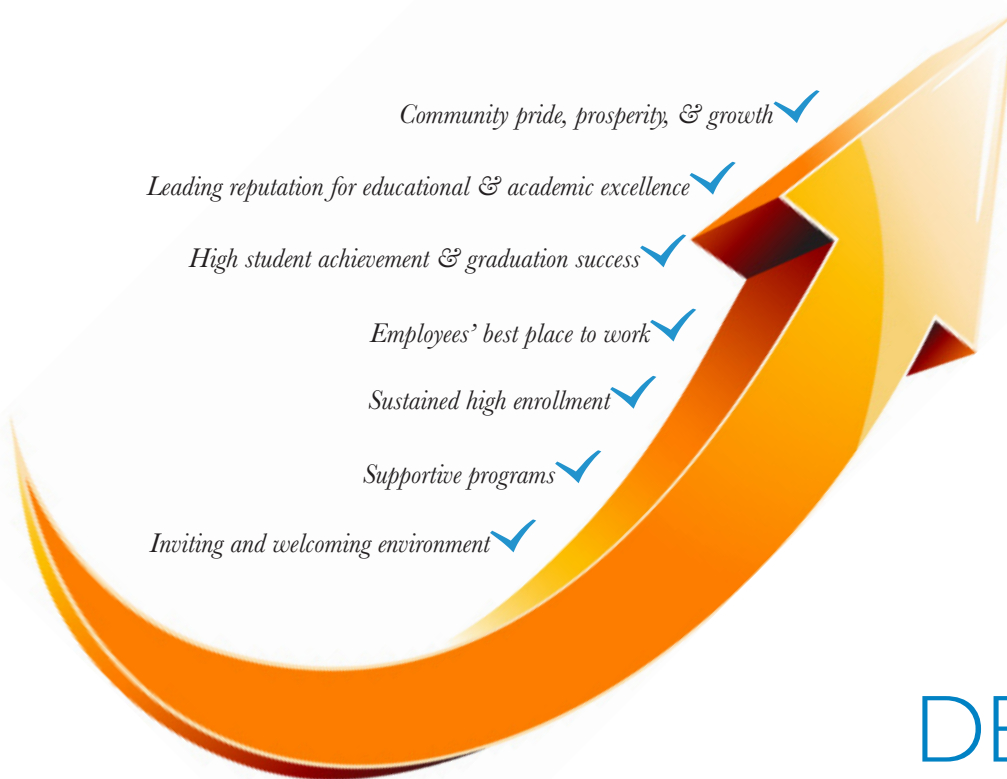 Community pride, prosperity, & growth
Leading reputation for educational & academic excellence
High student achievement & graduation success
Employees’ best place to work
Sustained high enrollment
Supportive programs
Inviting and welcoming environment